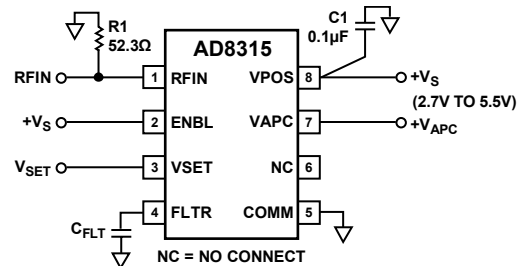 R1
52.3Ω
C1
0.1µF
AD8315
RFIN
1
RFIN
VPOS
8
+VS
(2.7V TO 5.5V)
+VS
2
ENBL
VAPC
7
+VAPC
VSET
3
VSET
NC
6
CFLT
4
FLTR
COMM
5
NC = NO CONNECT